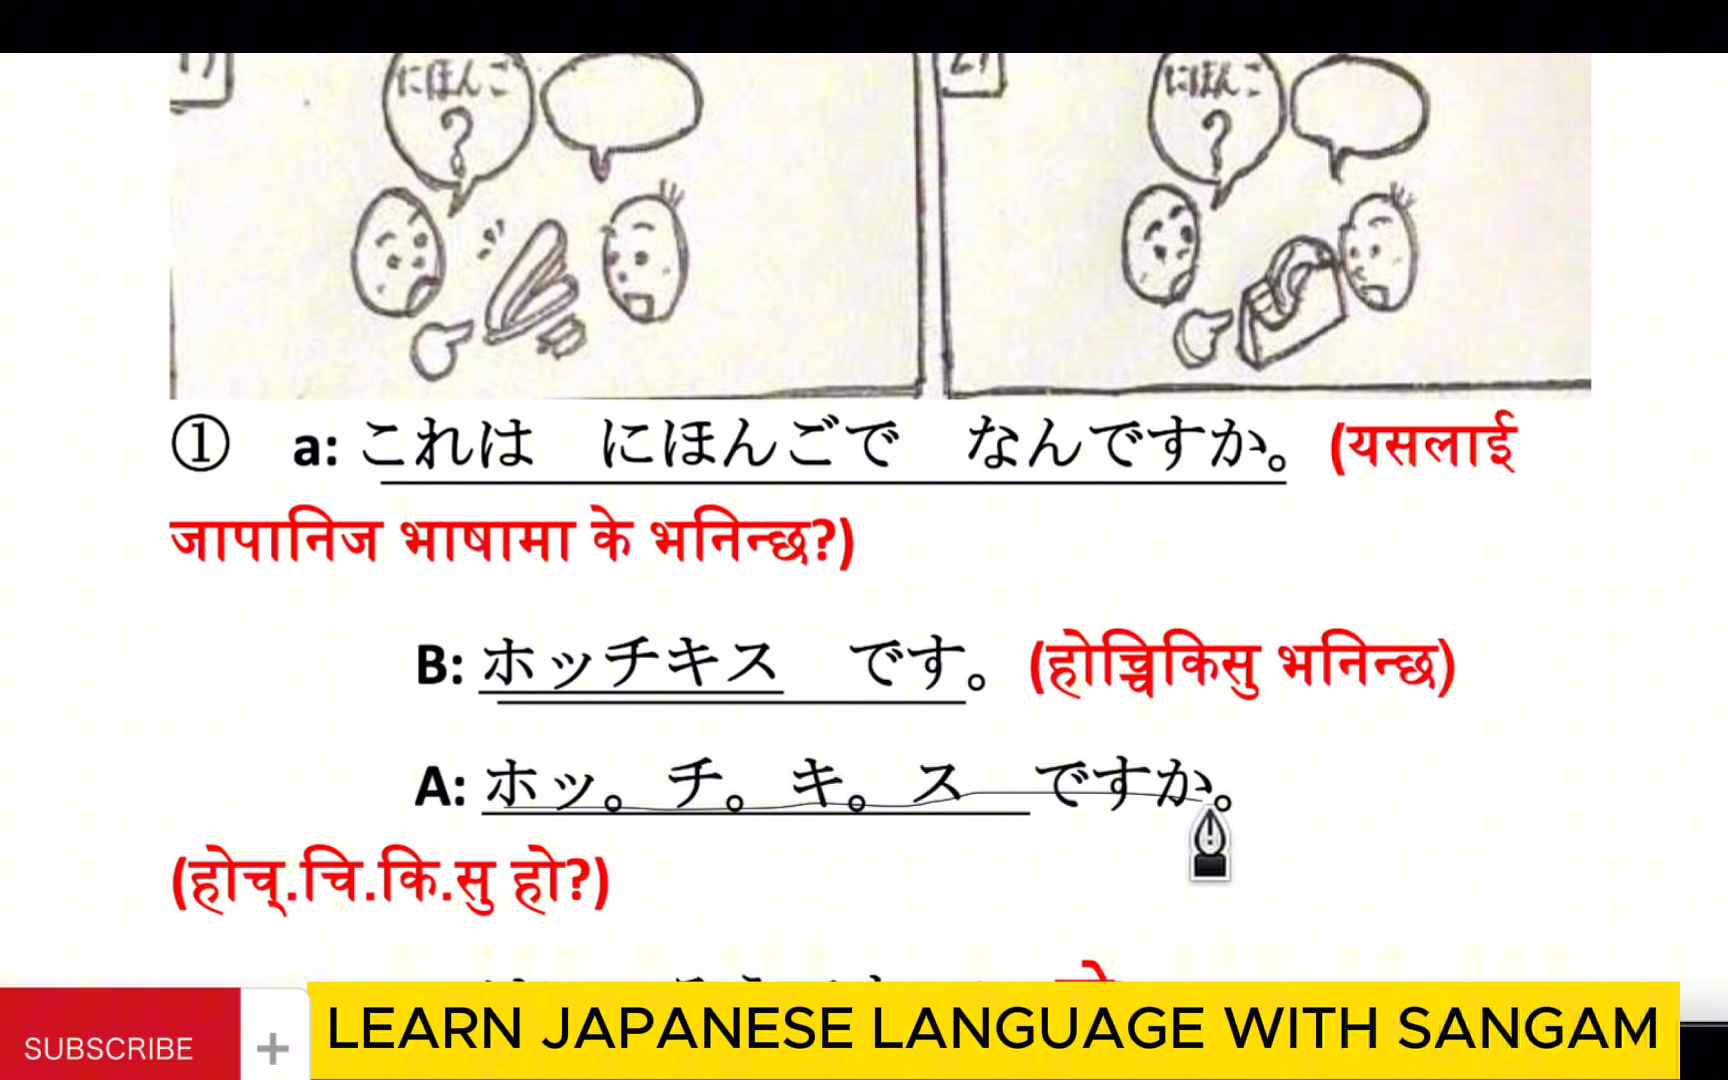 にほんご
?
にほんご
?
① a: これは にほんごで なんですか。 (यसलाई
जापानिज भाषामा के भनिन्छ?)
B: ホッチキス です。 (होच्चिकिसु भनिन्छ)
A: ホッ。チ。キ。ス ですか。
(होच्.चि.कि.सु हो?)
SUBSCRIBE +
LEARN JAPANESE LANGUAGE WITH SANGAM